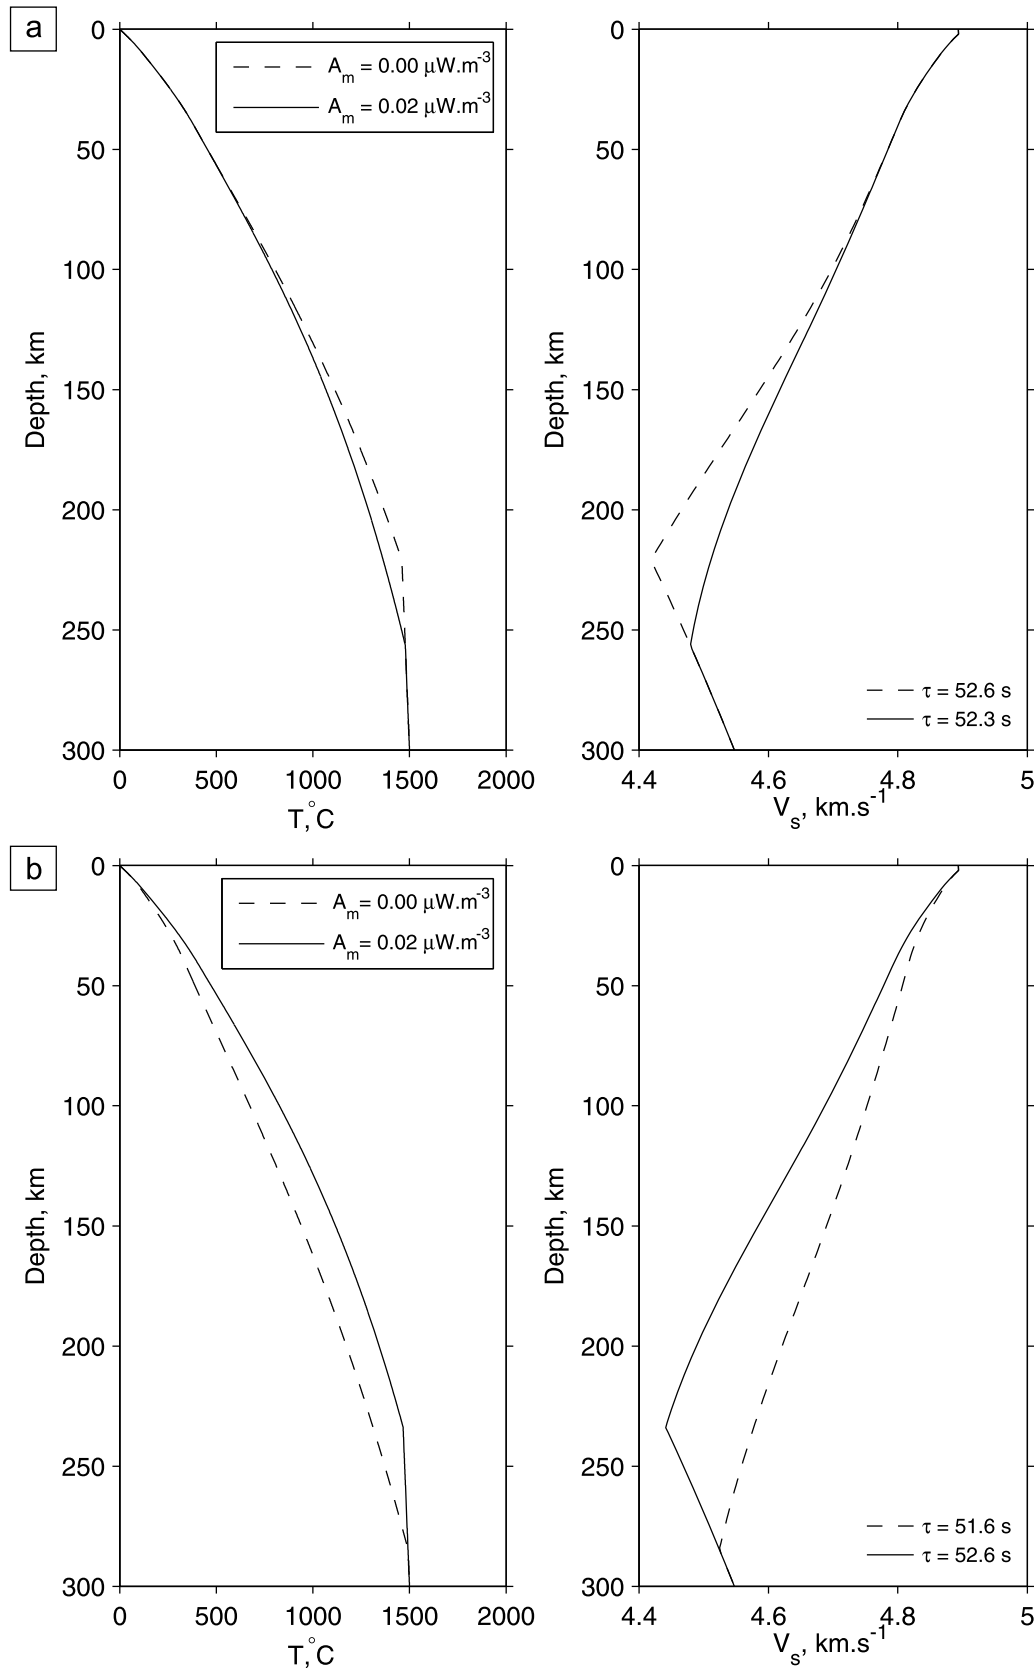 a
0
50
100
150
200
250
300
0 500 1000 1500 2000
Depth, km
T,°C
A_m = 0.00 μW.m^-3
A_m = 0.02 μW.m^-3
0
50
100
150
200
250
300
4.4 4.6 4.8 5
Depth, km
V_s, km.s^-1
τ = 52.6 s
τ = 52.3 s
b
0
50
100
150
200
250
300
0 500 1000 1500 2000
Depth, km
T,°C
A_m= 0.00 μW.m^-3
A_m= 0.02 μW.m^-3
0
50
100
150
200
250
300
4.4 4.6 4.8 5
Depth, km
V_s, km.s^-1
τ = 51.6 s
τ = 52.6 s